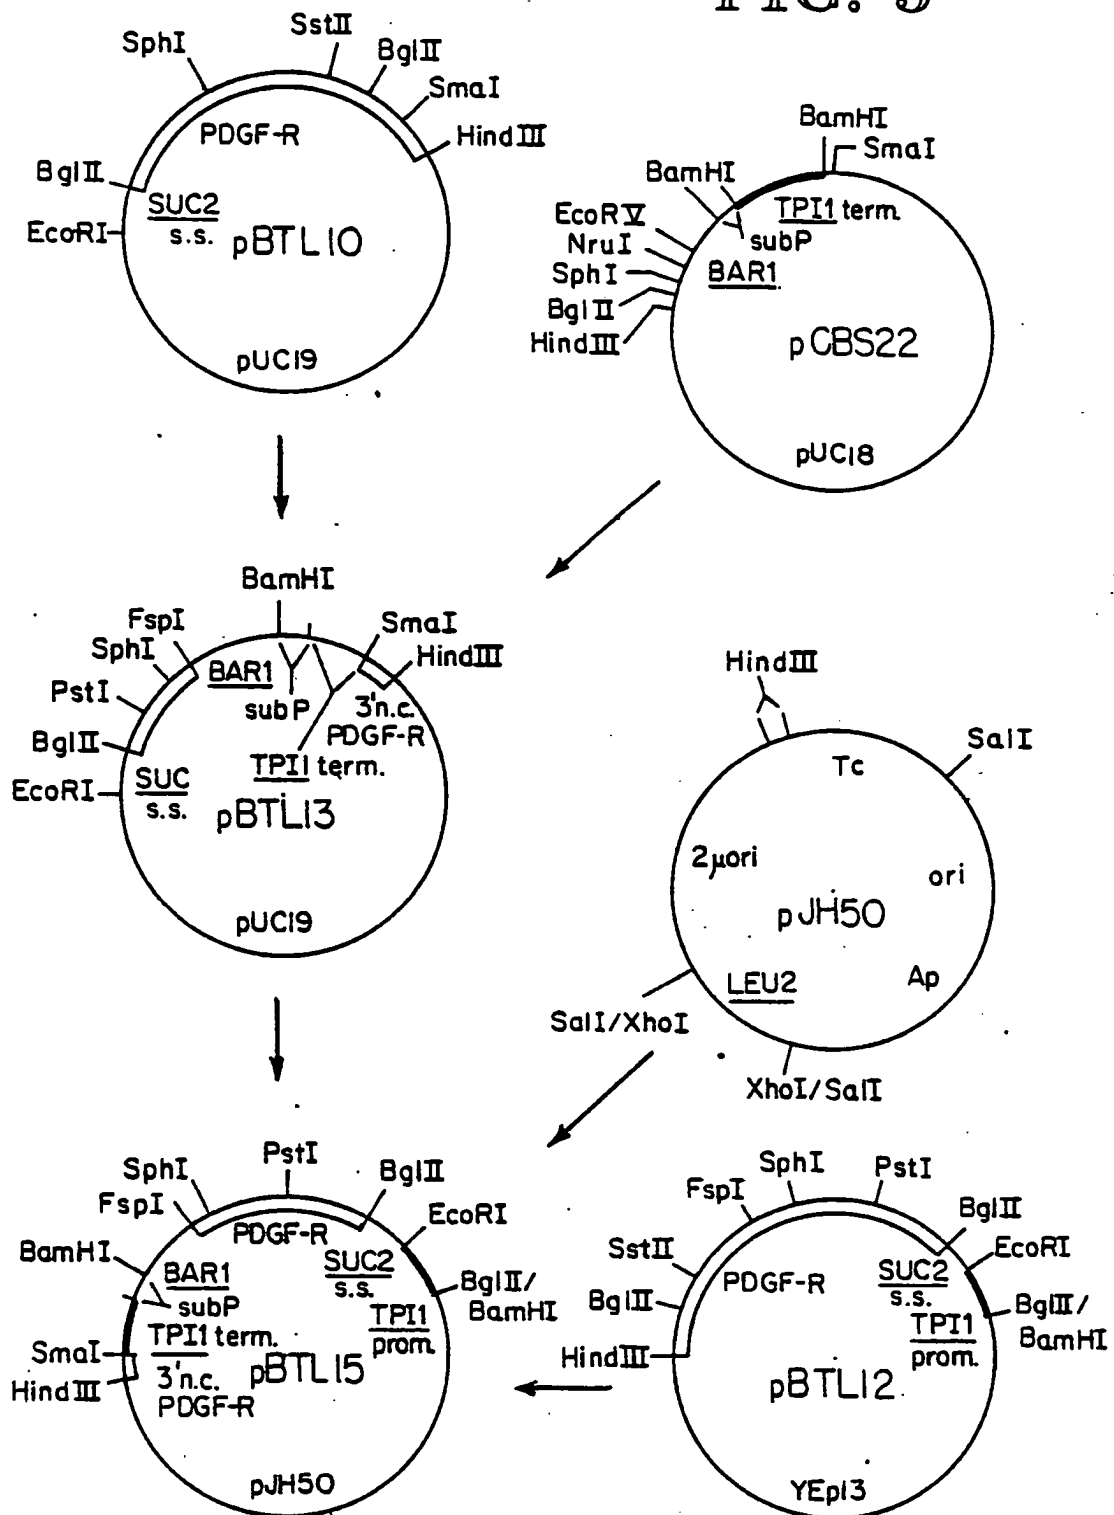 FIG. 5
SphI
SstII
BglII
SmaI
HindIII
PDGF-R
BglII
EcoRI
SUC2
s.s.
pBTL10
pUC19
BamHI
SmaI
BamHI
TPI1 term.
EcoRV
subP
NruI
SphI
BAR1
BglII
HindIII
pCBS22
pUC18
BamHI
FspI
SmaI
SphI
HindIII
BAR1
PstI
subP
3'n.c.
PDGF-R
BglII
TPI1 term.
EcoRI
SUC
s.s.
pBTL13
pUC19
HindIII
SalI
Tc
2μori
ori
pJH50
LEU2
Ap
SalI/XhoI
XhoI/SalI
PstI
SphI
BglII
FspI
EcoRI
PDGF-R
BamHI
BAR1
SUC2
s.s.
subP
BglII/
BamHI
TPI1 term.
TPI1
prom.
SmaI
HindIII
3'n.c.
PDGF-R
pBTL15
pJH50
SphI
PstI
FspI
BglII
SstII
EcoRI
PDGF-R
SUC2
s.s.
BglII
BglII/
BamHI
TPI1
prom.
HindIII
pBTL12
YEp13